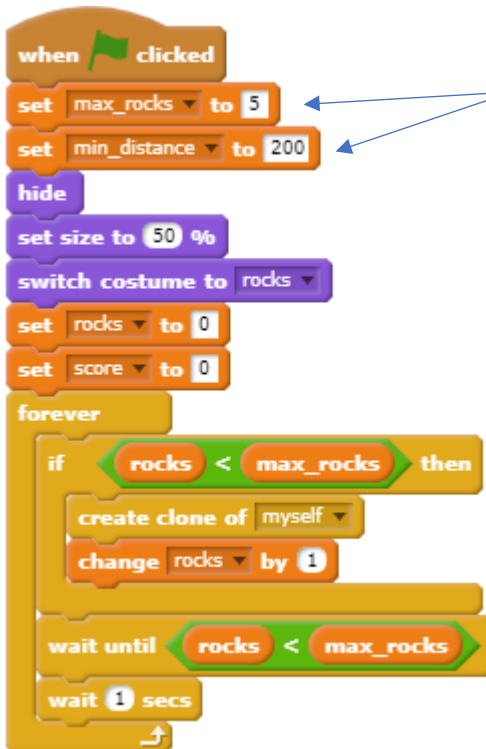 when clicked
set max_rocks to 5
set min_distance to 200
hide
set size to 50 %
switch costume to rocks
set rocks to 0
set score to 0
forever
if rocks < max_rocks then
create clone of myself
change rocks by 1
wait until rocks < max_rocks
wait 1 secs